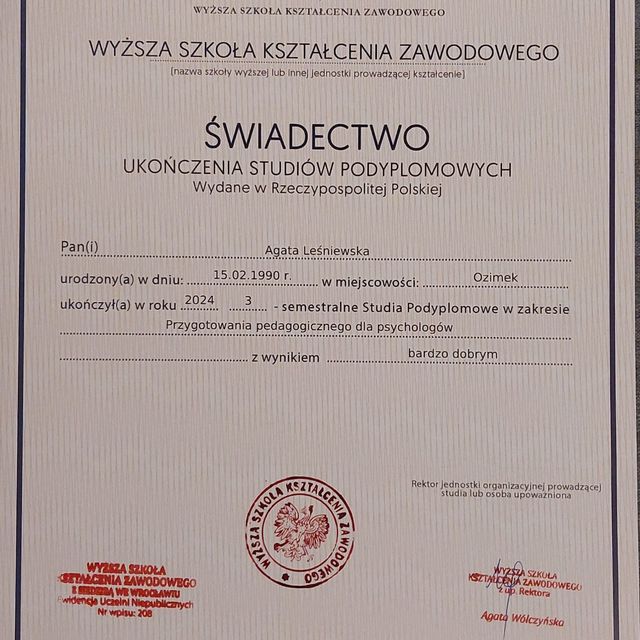 WYŻSZA SZKOŁA KSZTAŁCENIA ZAWODOWEGO
WYŻSZA SZKOŁA KSZTAŁCENIA ZAWODOWEGO
(nazwa szkoły wyższej lub innej jednostki prowadzącej kształcenie)
ŚWIADECTWO
UKOŃCZENIA STUDIÓW PODYPLOMOWYCH
Wydane w Rzeczypospolitej Polskiej
Pan(i) Agata Leśniewska
urodzony(a) w dniu: 15.02.1990 r. w miejscowości: Ozimek
ukończył(a) w roku 2024 3 - semestralne Studia Podyplomowe w zakresie
Przygotowania pedagogicznego dla psychologów
z wynikiem bardzo dobrym
Rektor jednostki organizacyjnej prowadzącej
studia lub osoba upoważniona
WYŻSZA SZKOŁA KSZTAŁCENIA ZAWODOWEGO
WYŻSZA SZKOŁA
KSZTAŁCENIA ZAWODOWEGO
Z SIEDZIBĄ WE WROCŁAWIU
Ewidencja Uczelni Niepublicznych
Nr wpisu: 208
WYŻSZA SZKOŁA
KSZTAŁCENIA ZAWODOWEGO
z up. Rektora
Agata Wólczyńska